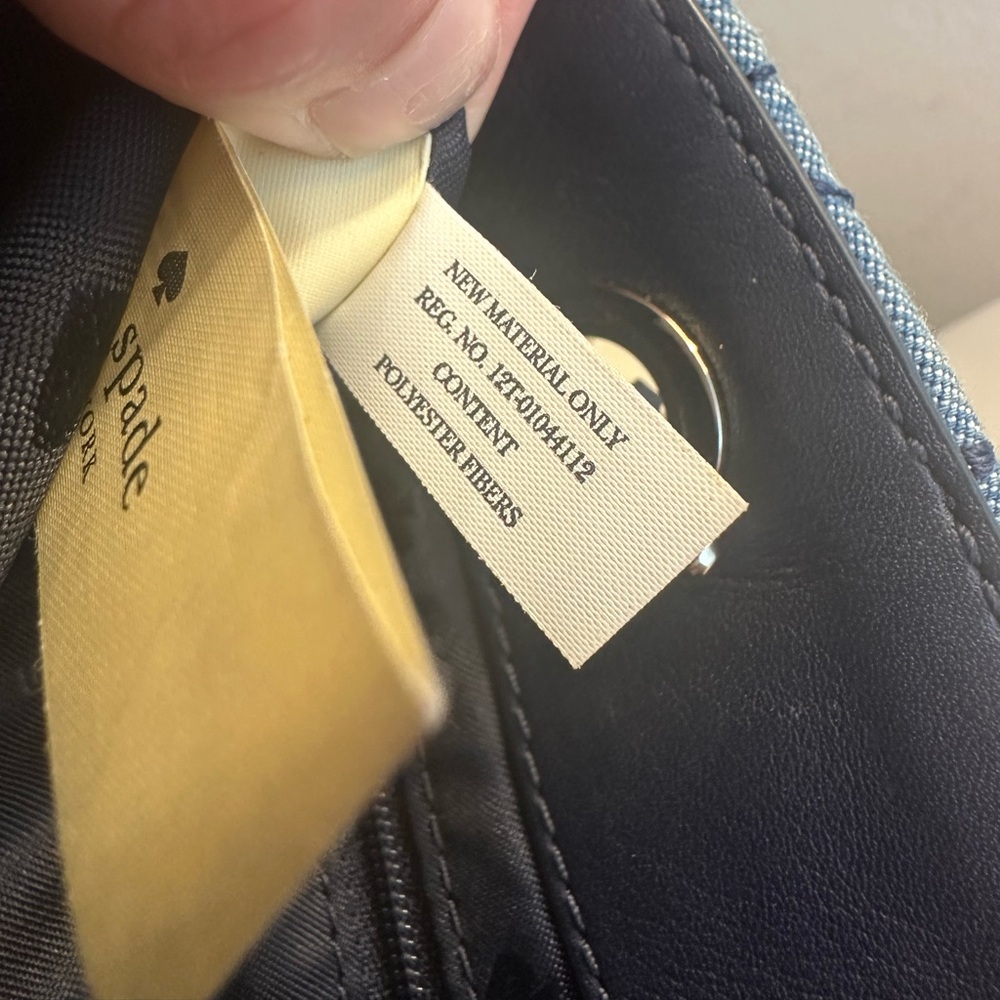 spade
NEW MATERIAL ONLY
REG. NO. 12T-01044112
CONTENT
POLYESTER FIBERS